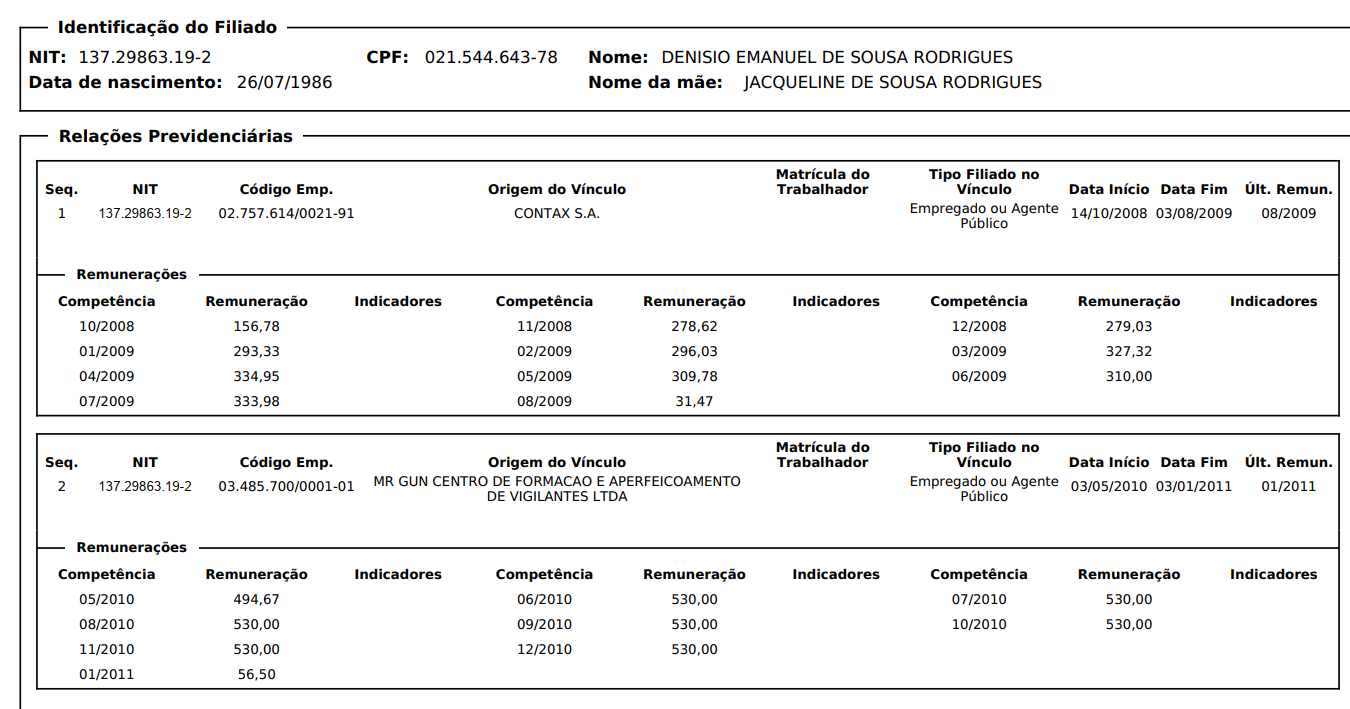 Identificação do Filiado
NIT: 137.29863.19-2 CPF: 021.544.643-78 Nome: DENISIO EMANUEL DE SOUSA RODRIGUES
Data de nascimento: 26/07/1986 Nome da mãe: JACQUELINE DE SOUSA RODRIGUES
Relações Previdenciárias
Seq. NIT Código Emp. Origem do Vínculo Matrícula do Trabalhador Tipo Filiado no Vínculo Data Início Data Fim Últ. Remun.
1 137.29863.19-2 02.757.614/0021-91 CONTAX S.A. Empregado ou Agente Público 14/10/2008 03/08/2009 08/2009
Remunerações
Competência Remuneração Indicadores Competência Remuneração Indicadores Competência Remuneração Indicadores
10/2008 156,78 11/2008 278,62 12/2008 279,03
01/2009 293,33 02/2009 296,03 03/2009 327,32
04/2009 334,95 05/2009 309,78 06/2009 310,00
07/2009 333,98 08/2009 31,47
Seq. NIT Código Emp. Origem do Vínculo Matrícula do Trabalhador Tipo Filiado no Vínculo Data Início Data Fim Últ. Remun.
2 137.29863.19-2 03.485.700/0001-01 MR GUN CENTRO DE FORMACAO E APERFEICOAMENTO DE VIGILANTES LTDA Empregado ou Agente Público 03/05/2010 03/01/2011 01/2011
Remunerações
Competência Remuneração Indicadores Competência Remuneração Indicadores Competência Remuneração Indicadores
05/2010 494,67 06/2010 530,00 07/2010 530,00
08/2010 530,00 09/2010 530,00 10/2010 530,00
11/2010 530,00 12/2010 530,00
01/2011 56,50